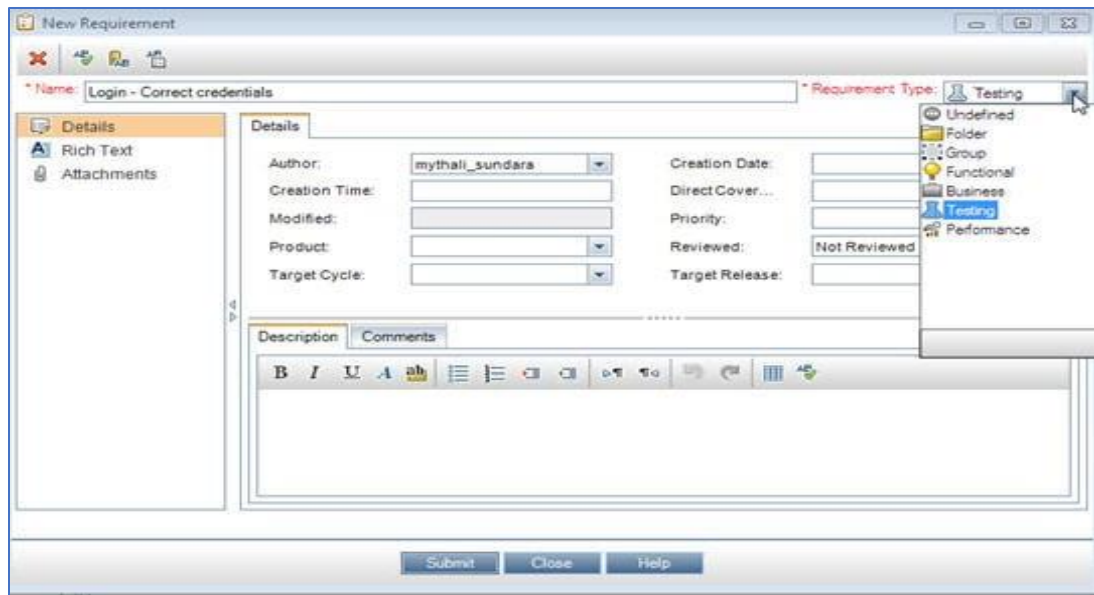 New Requirement
* Name: Login - Correct credentials
* Requirement Type: Testing
Undefined
Folder
Group
Functional
Business
Testing
Performance
Details
Rich Text
Attachments
Details
Author: mythali_sundara
Creation Date:
Creation Time:
Direct Cover...
Modified:
Priority:
Product:
Reviewed: Not Reviewed
Target Cycle:
Target Release:
Description
Comments
B I U A ab
Submit
Close
Help